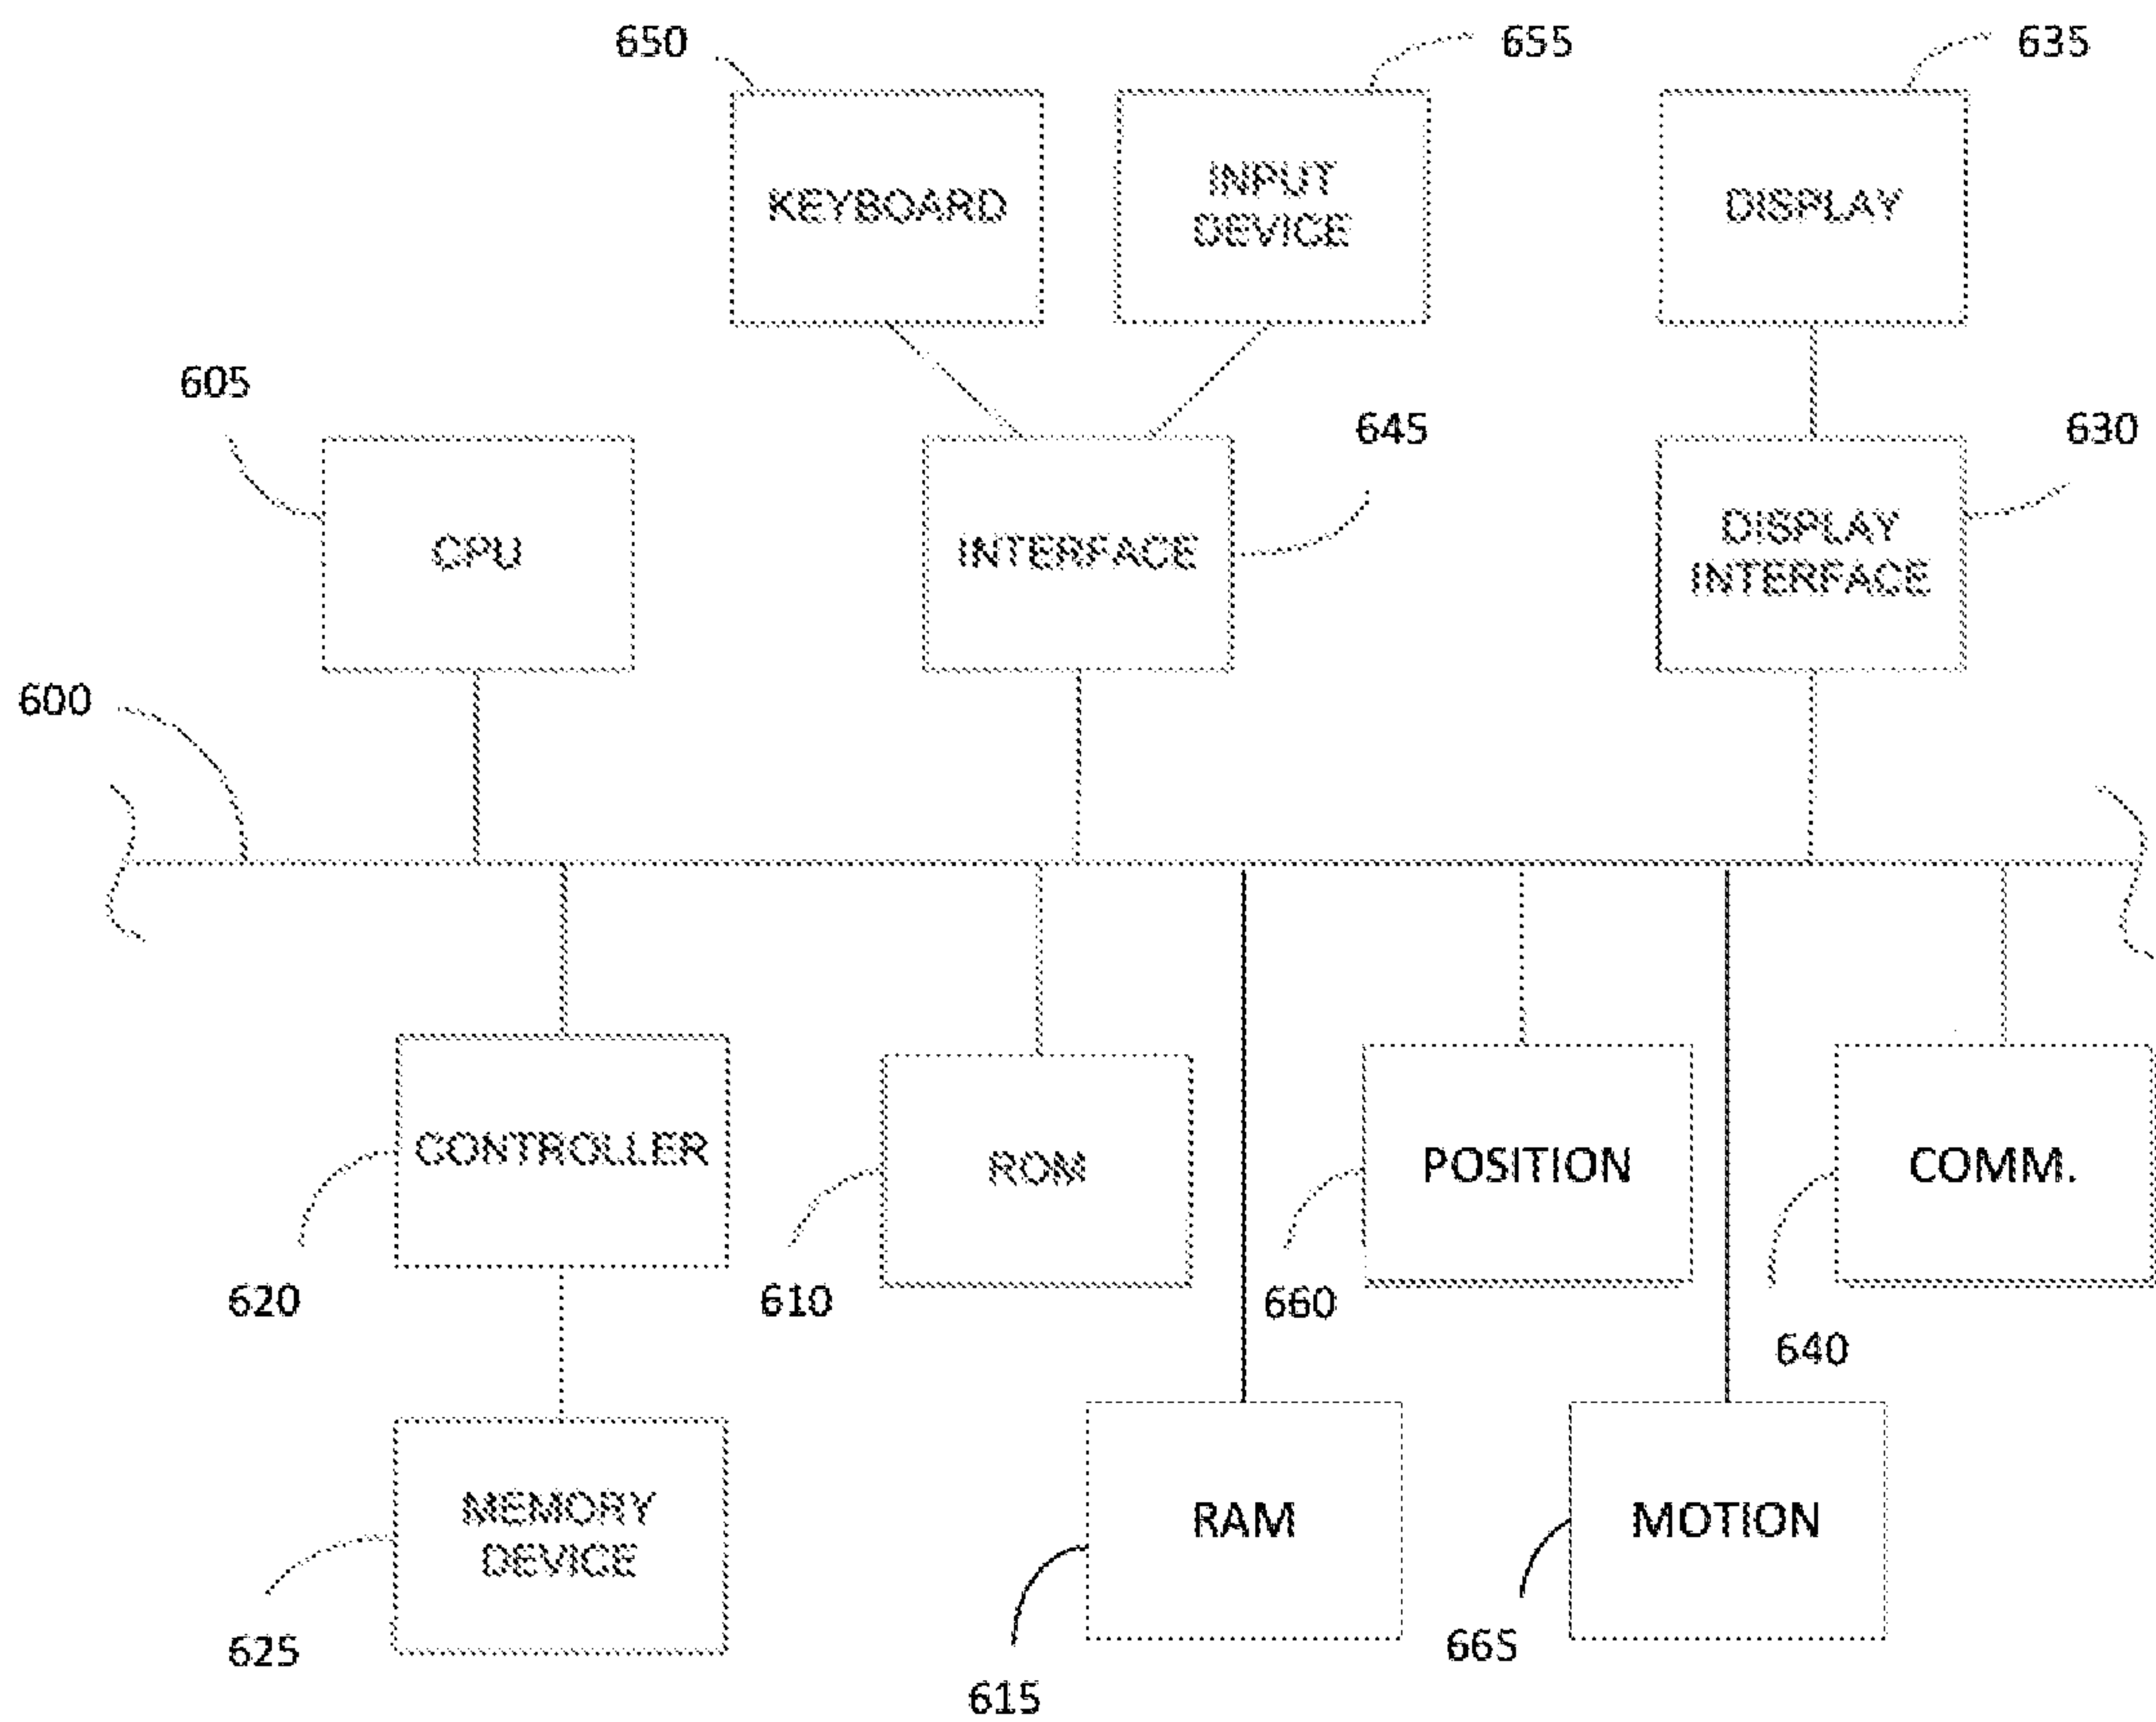 650
655
635
KEYBOARD
INPUT
DEVICE
DISPLAY
605
645
630
CPU
INTERFACE
DISPLAY
INTERFACE
600
CONTROLLER
ROM
POSITION
COMM.
620
610
660
640
MEMORY
DEVICE
RAM
MOTION
625
615
665